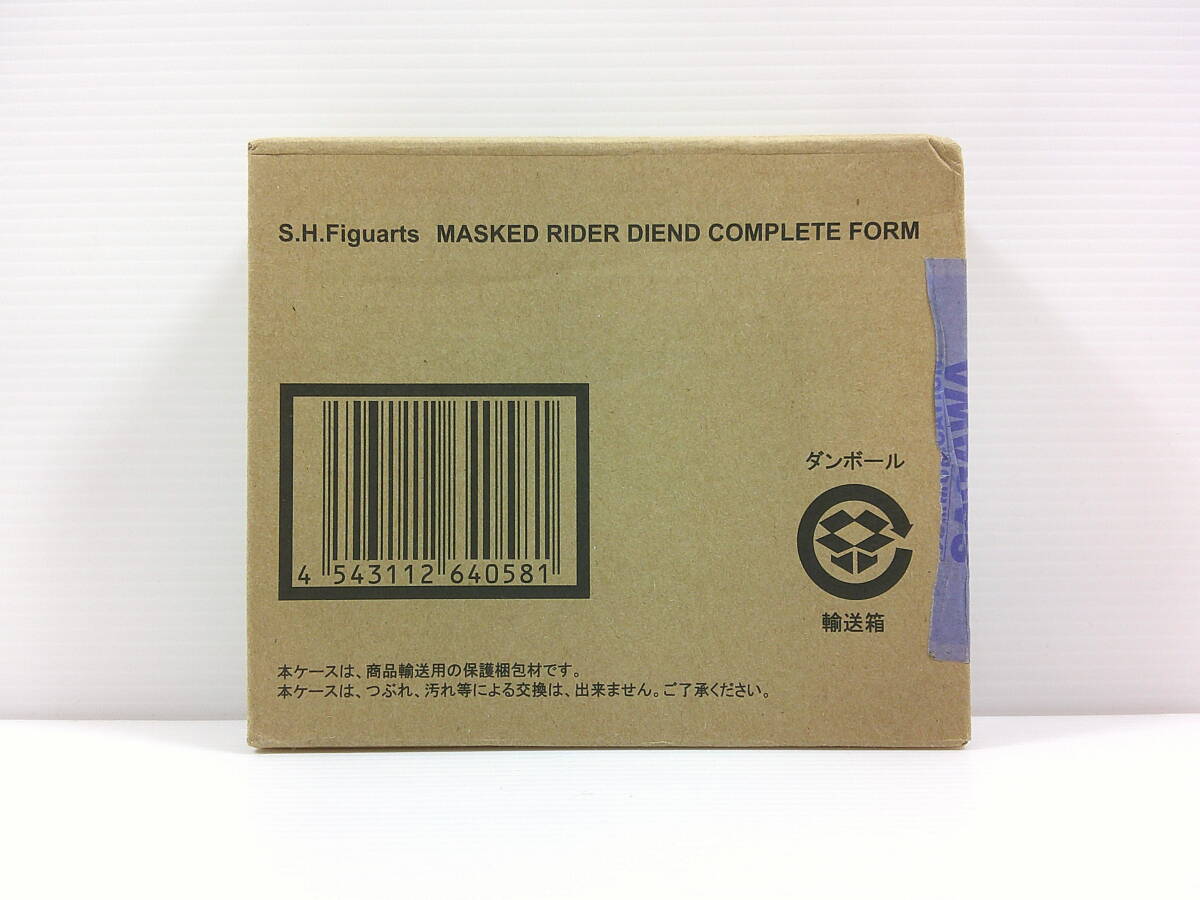 S.H.Figuarts MASKED RIDER DIEND COMPLETE FORM
4 543112 640581
ダンボール
輸送箱
本ケースは、商品輸送用の保護梱包材です。
本ケースは、つぶれ、汚れ等による交換は、出来ません。ご了承ください。